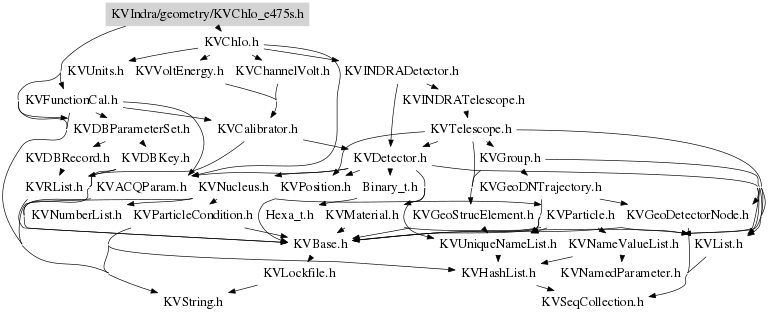 KVIndra/geometry/KVChIo_e475s.h
KVChIo.h
KVUnits.h KVVoltEnergy.h KVChannelVolt.h KVINDRADetector.h
KVFunctionCal.h KVINDRATelescope.h
KVDBParameterSet.h KVCalibrator.h KVTelescope.h
KVDBRecord.h KVDBKey.h KVDetector.h KVGroup.h
KVRList.h KVACQParam.h KVNucleus.h KVPosition.h Binary_t.h KVGeoDNTrajectory.h
KVNumberList.h KVParticleCondition.h Hexa_t.h KVMaterial.h KVGeoStrucElement.h KVParticle.h KVGeoDetectorNode.h
KVBase.h KVUniqueNameList.h KVNameValueList.h KVList.h
KVLockfile.h KVHashList.h KVNamedParameter.h
KVString.h KVSeqCollection.h